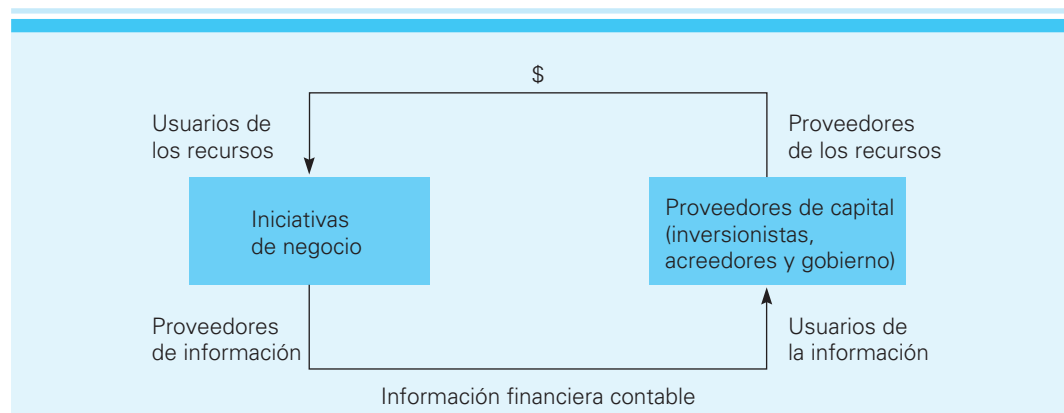 $
Usuarios de
los recursos
Proveedores
de los recursos
Iniciativas
de negocio
Proveedores de capital
(inversionistas,
acreedores y gobierno)
Proveedores
de información
Usuarios de
la información
Información financiera contable